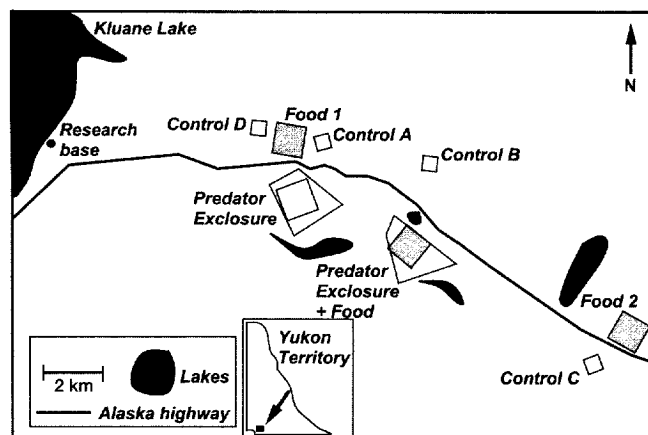 Kluane Lake
N
Research
base
Control D
Food 1
Control A
Control B
Predator
Exclosure
Predator
Exclosure
+ Food
Food 2
Control C
2 km
Lakes
Alaska highway
Yukon
Territory